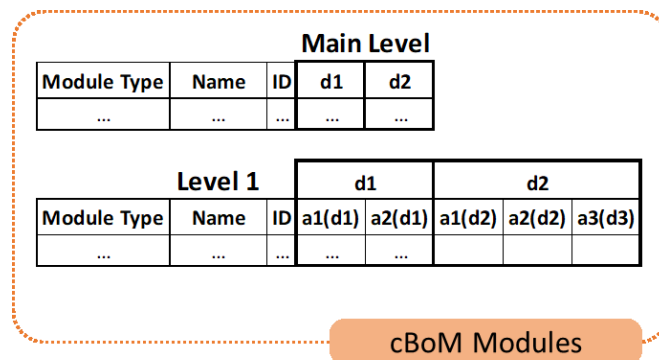 Main Level
Module Type Name ID d1 d2
... ... ... ... ...
Level 1 d1 d2
Module Type Name ID a1(d1) a2(d1) a1(d2) a2(d2) a3(d3)
... ... ... ... ...
cBoM Modules